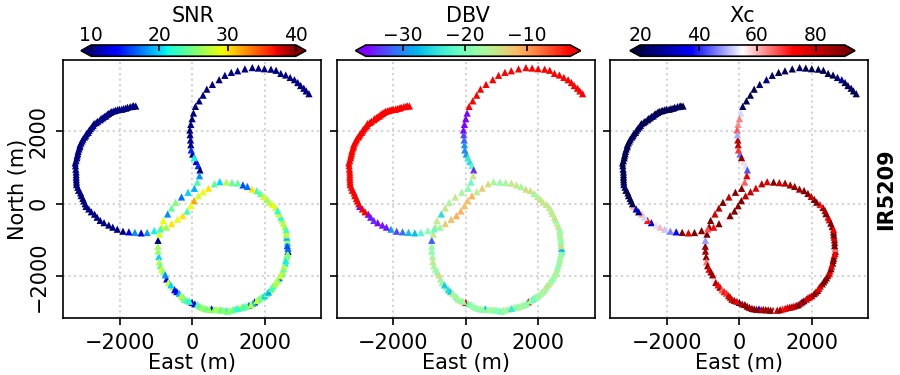 SNR DBV Xc
10 20 30 40 −30 −20 −10 20 40 60 80
2000
0
−2000
North (m)
IR5209
−2000 0 2000 −2000 0 2000 −2000 0 2000
East (m) East (m) East (m)